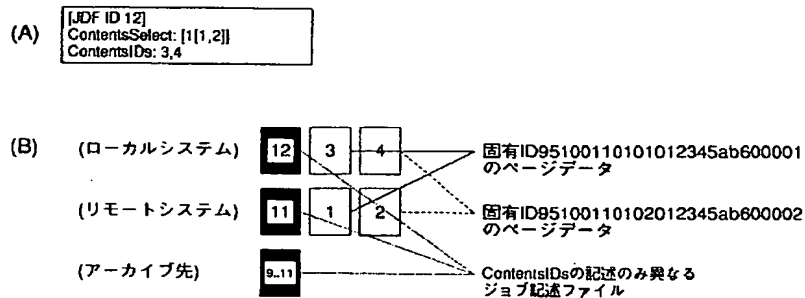 (A)
[JDF ID 12]
ContentsSelect: [1[1,2]]
ContentsIDs: 3,4
(B)
(ローカルシステム) 12 3 4 固有ID95100110101012345ab600001
のページデータ
(リモートシステム) 11 1 2 固有ID95100110102012345ab600002
のページデータ
(アーカイブ先) 9..11 ContentsIDsの記述のみ異なる
ジョブ記述ファイル